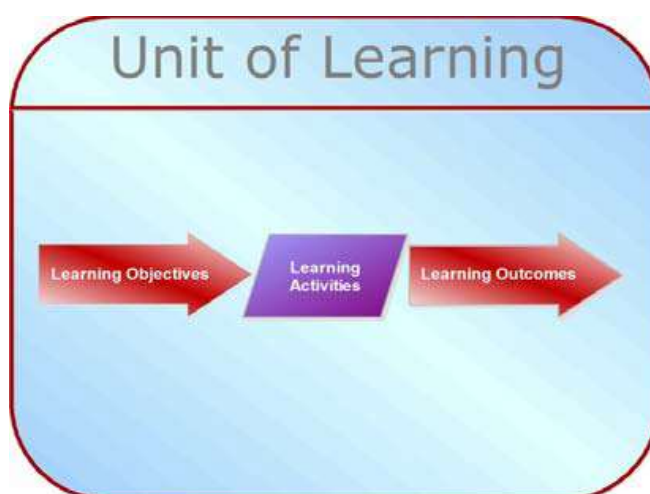 Unit of Learning
Learning Objectives
Learning
Activities
Learning Outcomes